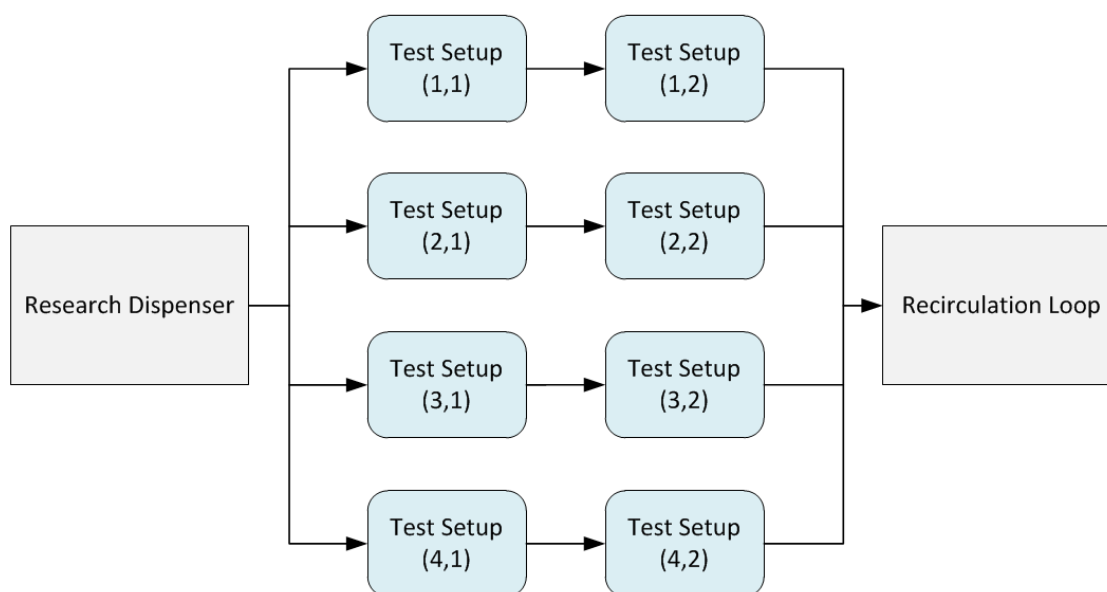 Test Setup
(1,1)
Test Setup
(1,2)
Test Setup
(2,1)
Test Setup
(2,2)
Research Dispenser
Recirculation Loop
Test Setup
(3,1)
Test Setup
(3,2)
Test Setup
(4,1)
Test Setup
(4,2)